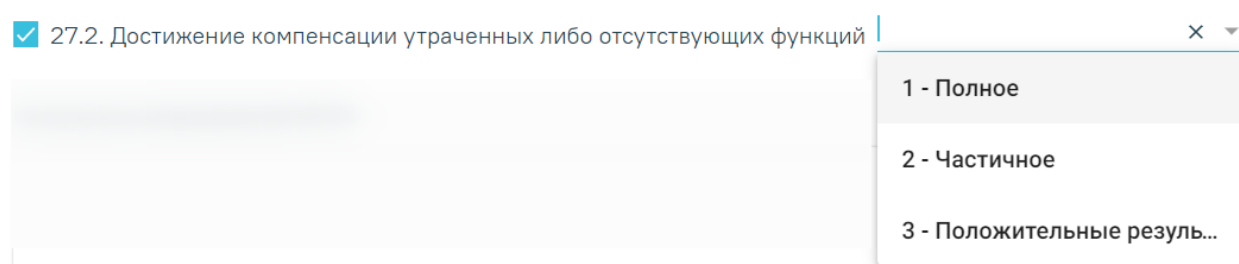 27.2. Достижение компенсации утраченных либо отсутствующих функций
1 - Полное
2 - Частичное
3 - Положительные резуль...